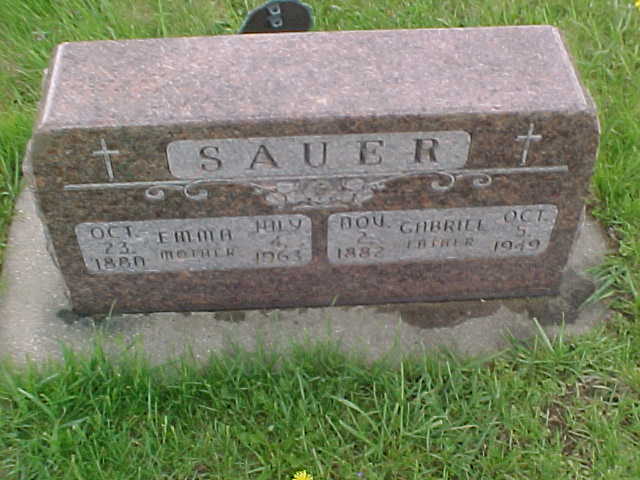 SAUER
OCT. 23, 1880 EMMA MOTHER JULY 4, 1963
NOV. 2, 1882 GABRIEL FATHER OCT. 5, 1949